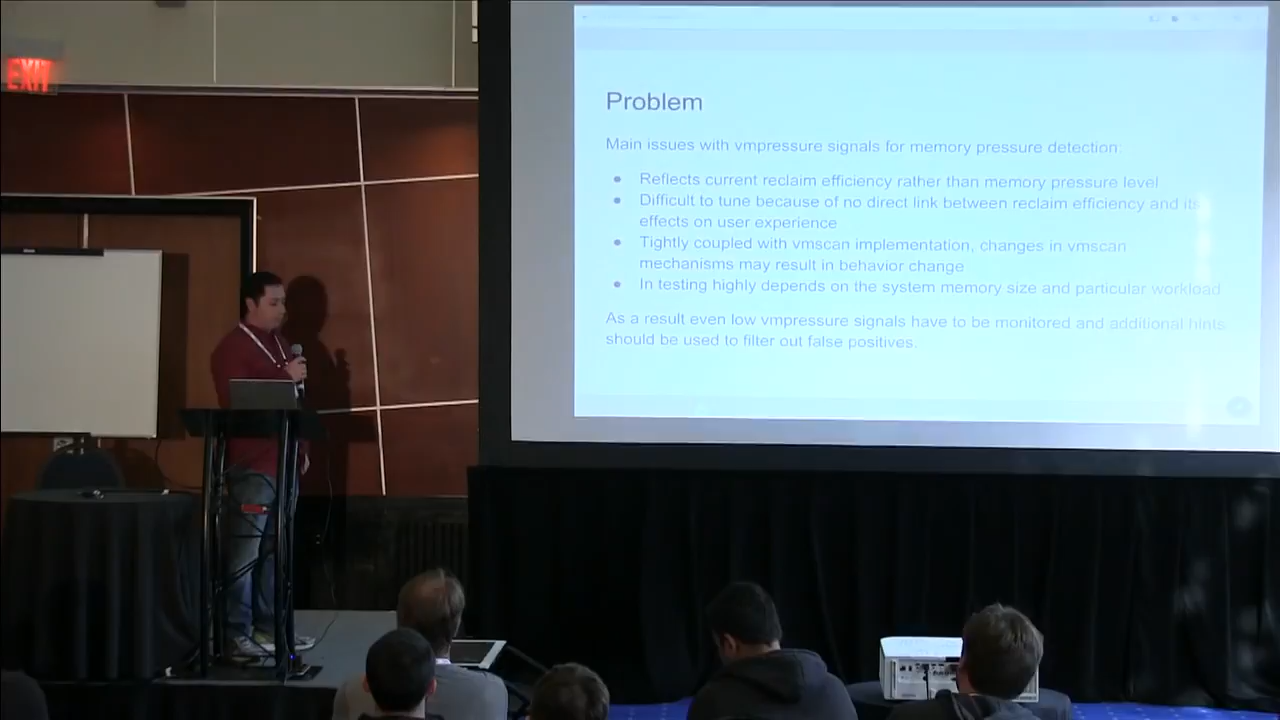 EXIT
Problem
Main issues with vmpressure signals for memory pressure detection:
● Reflects current reclaim efficiency rather than memory pressure level
● Difficult to tune because of no direct link between reclaim efficiency and its
effects on user experience
● Tightly coupled with vmscan implementation, changes in vmscan
mechanisms may result in behavior change
● In testing highly depends on the system memory size and particular workload
As a result even low vmpressure signals have to be monitored and additional hints
should be used to filter out false positives.